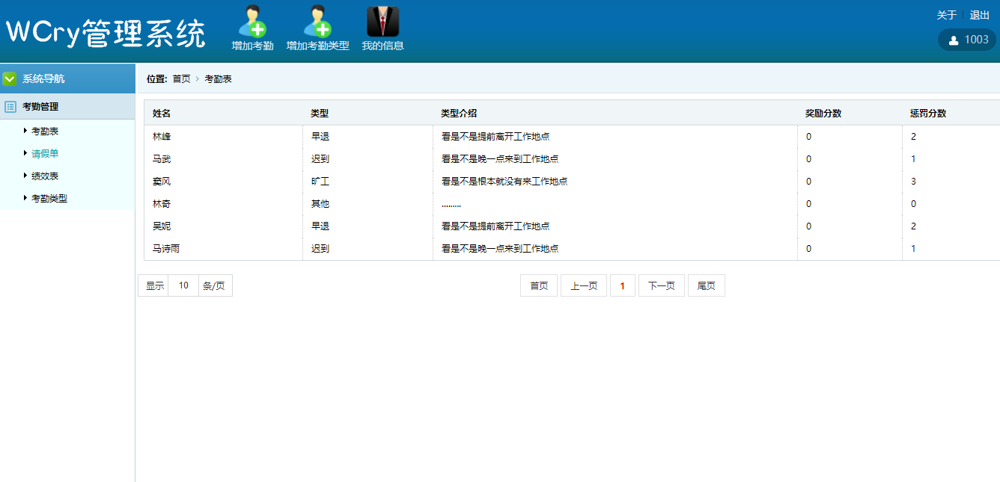 WCry管理系统
增加考勤 增加考勤类型 我的信息
关于 | 退出
1003
系统导航
考勤管理
考勤表
请假单
绩效表
考勤类型
位置: 首页 > 考勤表
姓名 类型 类型介绍 奖励分数 惩罚分数
林峰 早退 看是不是提前离开工作地点 0 2
马武 迟到 看是不是晚一点来到工作地点 0 1
窦风 旷工 看是不是根本就没有来工作地点 0 3
林奇 其他 ......... 0 0
吴妮 早退 看是不是提前离开工作地点 0 2
马诗雨 迟到 看是不是晚一点来到工作地点 0 1
显示 10 条/页 首页 上一页 1 下一页 尾页